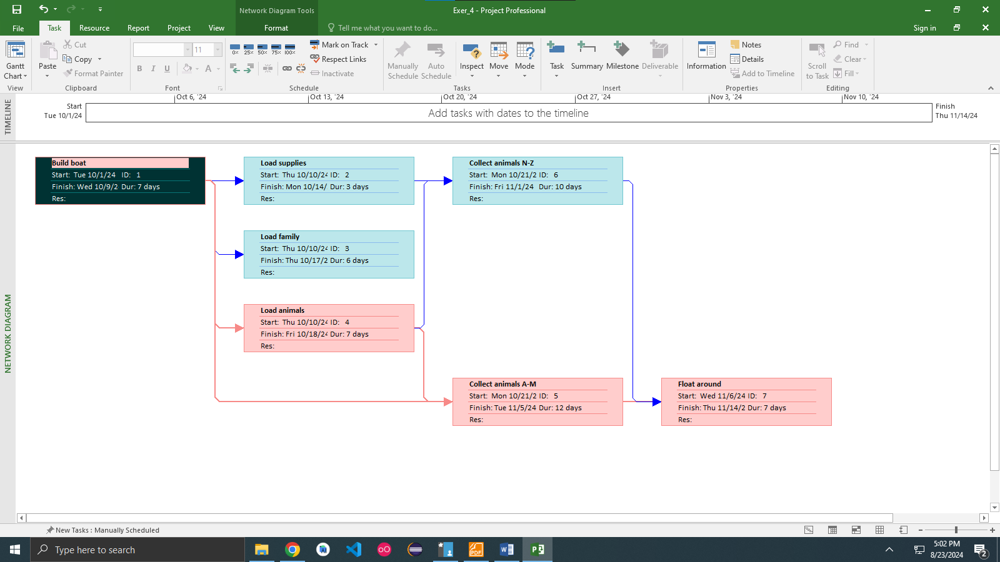 Network Diagram Tools
Exer_4 - Project Professional
File
Task
Resource
Report
Project
View
Format
Tell me what you want to do...
Sign in
Gantt
Chart
View
Paste
Cut
Copy
Format Painter
Clipboard
11
B I U
A
Font
0% 25% 50% 75% 100%
Mark on Track
Respect Links
Inactivate
Schedule
Manually
Schedule
Auto
Schedule
Inspect
Move
Mode
Tasks
Task
Summary
Milestone
Deliverable
Insert
Information
Notes
Details
Add to Timeline
Properties
Scroll
to Task
Find
Clear
Fill
Editing
TIMELINE
Oct 6, '24
Oct 13, '24
Oct 20, '24
Oct 27, '24
Nov 3, '24
Nov 10, '24
Start
Tue 10/1/24
Add tasks with dates to the timeline
Finish
Thu 11/14/24
NETWORK DIAGRAM
Build boat
Start: Tue 10/1/24 ID: 1
Finish: Wed 10/9/2 Dur: 7 days
Res:
Load supplies
Start: Thu 10/10/24 ID: 2
Finish: Mon 10/14/ Dur: 3 days
Res:
Collect animals N-Z
Start: Mon 10/21/2 ID: 6
Finish: Fri 11/1/24 Dur: 10 days
Res:
Load family
Start: Thu 10/10/24 ID: 3
Finish: Thu 10/17/2 Dur: 6 days
Res:
Load animals
Start: Thu 10/10/24 ID: 4
Finish: Fri 10/18/24 Dur: 7 days
Res:
Collect animals A-M
Start: Mon 10/21/2 ID: 5
Finish: Tue 11/5/24 Dur: 12 days
Res:
Float around
Start: Wed 11/6/24 ID: 7
Finish: Thu 11/14/2 Dur: 7 days
Res:
New Tasks : Manually Scheduled
Type here to search
PDF
5:02 PM
8/23/2024
2